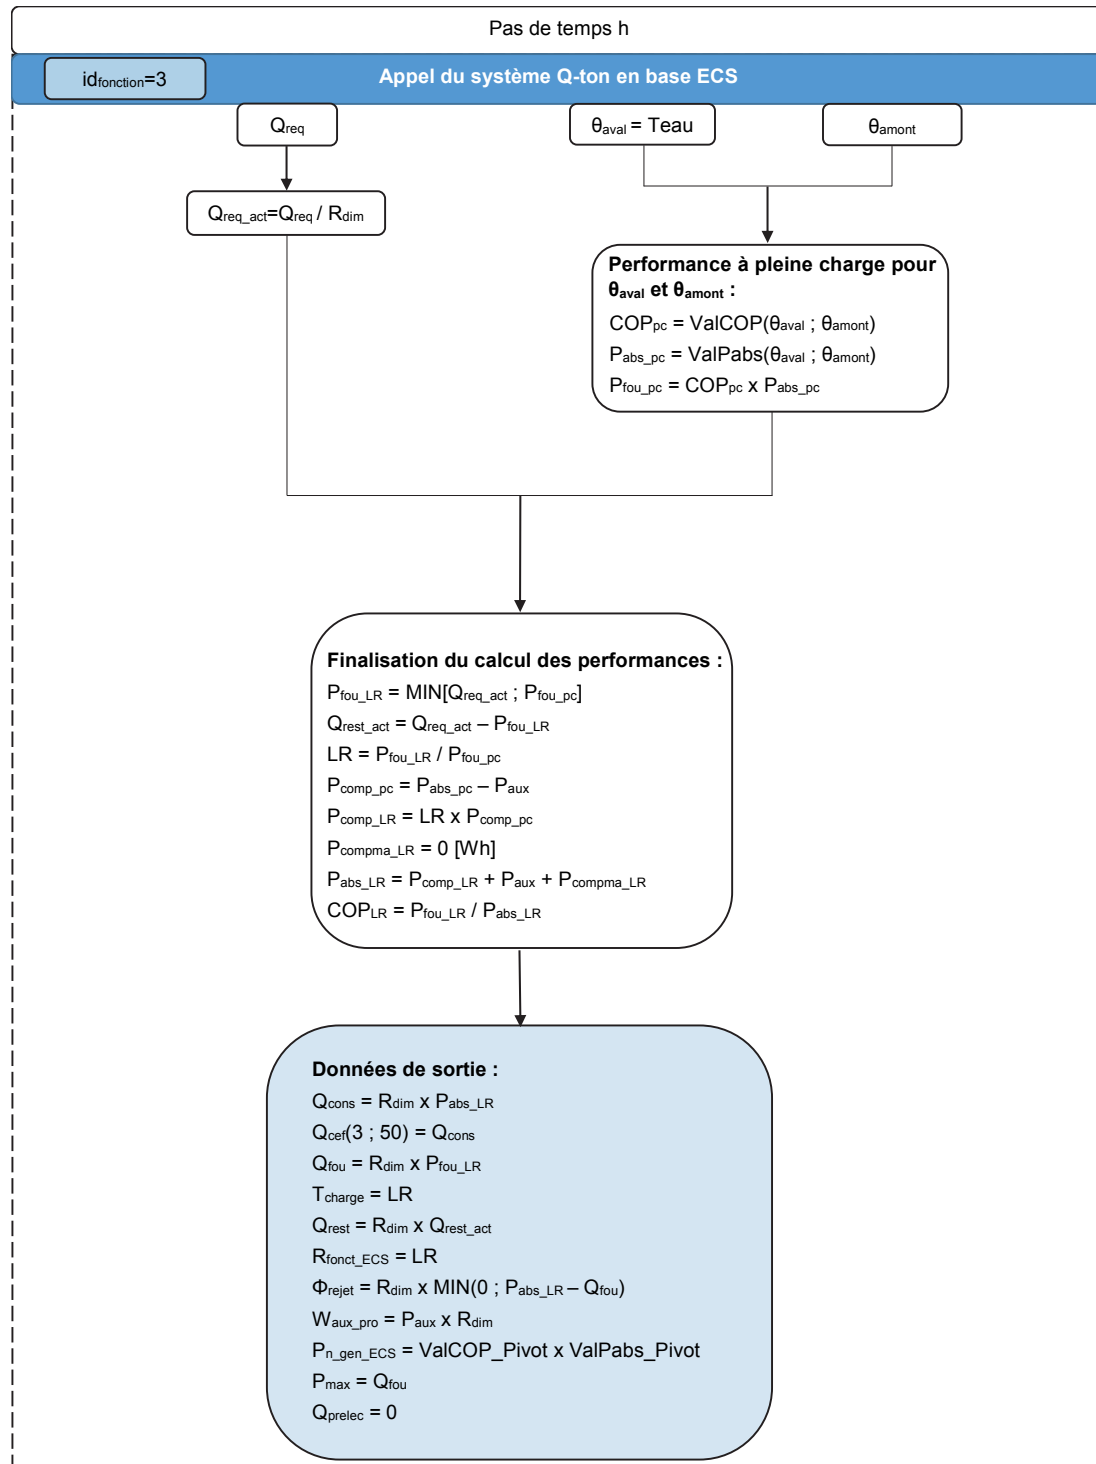 Pas de temps h
idfonction=3
Appel du système Q-ton en base ECS
Qreq
θaval = Teau
θamont
Qreq_act=Qreq / Rdim
Performance à pleine charge pour
θaval et θamont :
COPpc = ValCOP(θaval ; θamont)
Pabs_pc = ValPabs(θaval ; θamont)
Pfou_pc = COPpc x Pabs_pc
Finalisation du calcul des performances :
Pfou_LR = MIN[Qreq_act ; Pfou_pc]
Qrest_act = Qreq_act – Pfou_LR
LR = Pfou_LR / Pfou_pc
Pcomp_pc = Pabs_pc – Paux
Pcomp_LR = LR x Pcomp_pc
Pcompma_LR = 0 [Wh]
Pabs_LR = Pcomp_LR + Paux + Pcompma_LR
COPLR = Pfou_LR / Pabs_LR
Données de sortie :
Qcons = Rdim x Pabs_LR
Qcef(3 ; 50) = Qcons
Qfou = Rdim x Pfou_LR
Tcharge = LR
Qrest = Rdim x Qrest_act
Rfonct_ECS = LR
Φrejet = Rdim x MIN(0 ; Pabs_LR – Qfou)
Waux_pro = Paux x Rdim
Pn_gen_ECS = ValCOP_Pivot x ValPabs_Pivot
Pmax = Qfou
Qprelec = 0